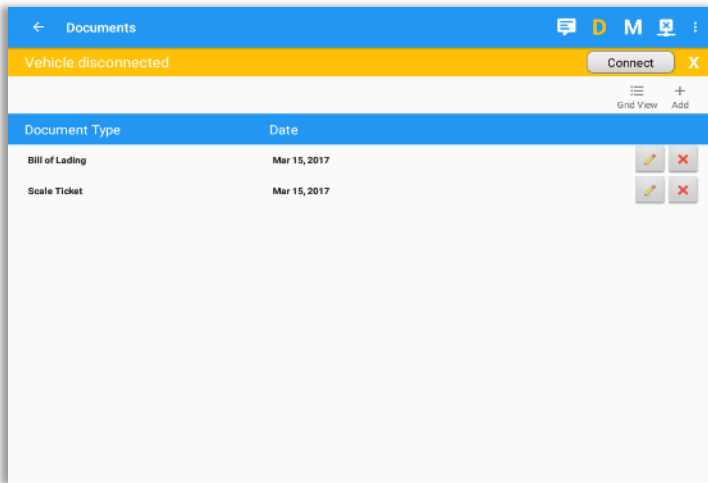 Documents D M
Vehicle disconnected Connect X
Grid View Add
Document Type Date
Bill of Lading Mar 15, 2017
Scale Ticket Mar 15, 2017